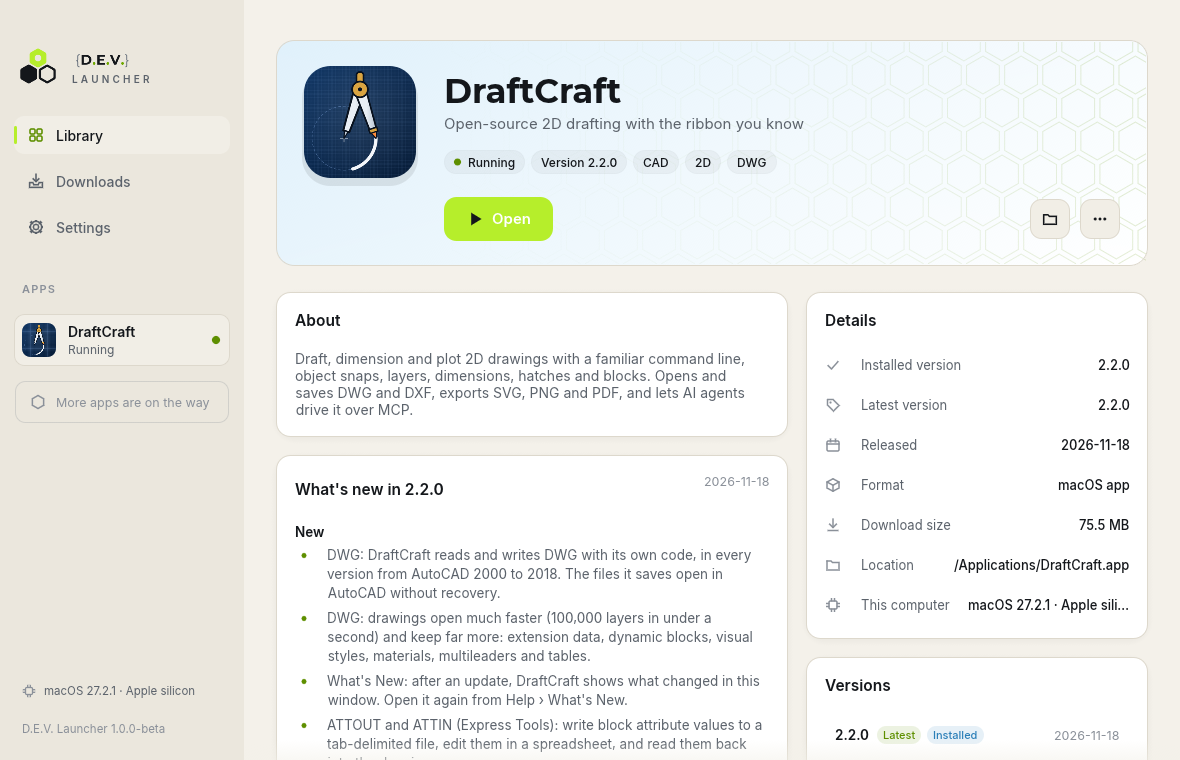 {D.E.V.}
LAUNCHER
Library
Downloads
Settings
APPS
DraftCraft
Running
More apps are on the way
macOS 27.2.1 · Apple silicon
D.E.V. Launcher 1.0.0-beta
DraftCraft
Open-source 2D drafting with the ribbon you know
Running
Version 2.2.0
CAD
2D
DWG
Open
About
Draft, dimension and plot 2D drawings with a familiar command line,
object snaps, layers, dimensions, hatches and blocks. Opens and
saves DWG and DXF, exports SVG, PNG and PDF, and lets AI agents
drive it over MCP.
What's new in 2.2.0
2026-11-18
New
DWG: DraftCraft reads and writes DWG with its own code, in every
version from AutoCAD 2000 to 2018. The files it saves open in
AutoCAD without recovery.
DWG: drawings open much faster (100,000 layers in under a
second) and keep far more: extension data, dynamic blocks, visual
styles, materials, multileaders and tables.
What's New: after an update, DraftCraft shows what changed in this
window. Open it again from Help › What's New.
ATTOUT and ATTIN (Express Tools): write block attribute values to a
tab-delimited file, edit them in a spreadsheet, and read them back
Details
Installed version 2.2.0
Latest version 2.2.0
Released 2026-11-18
Format macOS app
Download size 75.5 MB
Location /Applications/DraftCraft.app
This computer macOS 27.2.1 · Apple sili...
Versions
2.2.0 Latest Installed 2026-11-18